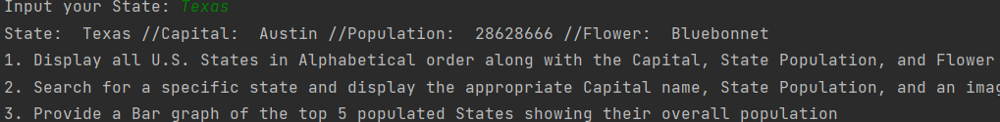 Input your State: Texas
State:  Texas //Capital:  Austin //Population:  28628666 //Flower:  Bluebonnet
1. Display all U.S. States in Alphabetical order along with the Capital, State Population, and Flower
2. Search for a specific state and display the appropriate Capital name, State Population, and an
3. Provide a Bar graph of the top 5 populated States showing their overall population